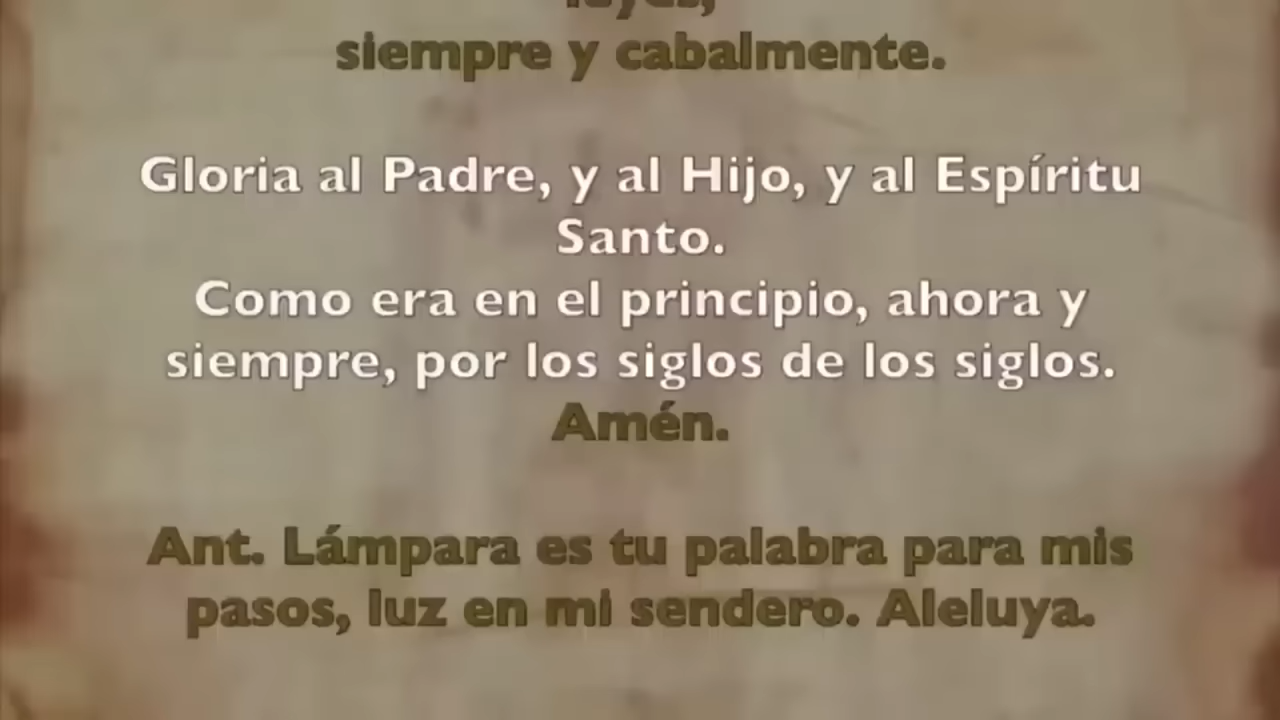 siempre y cabalmente.
Gloria al Padre, y al Hijo, y al Espíritu
Santo.
Como era en el principio, ahora y
siempre, por los siglos de los siglos.
Amén.
Ant. Lámpara es tu palabra para mis
pasos, luz en mi sendero. Aleluya.